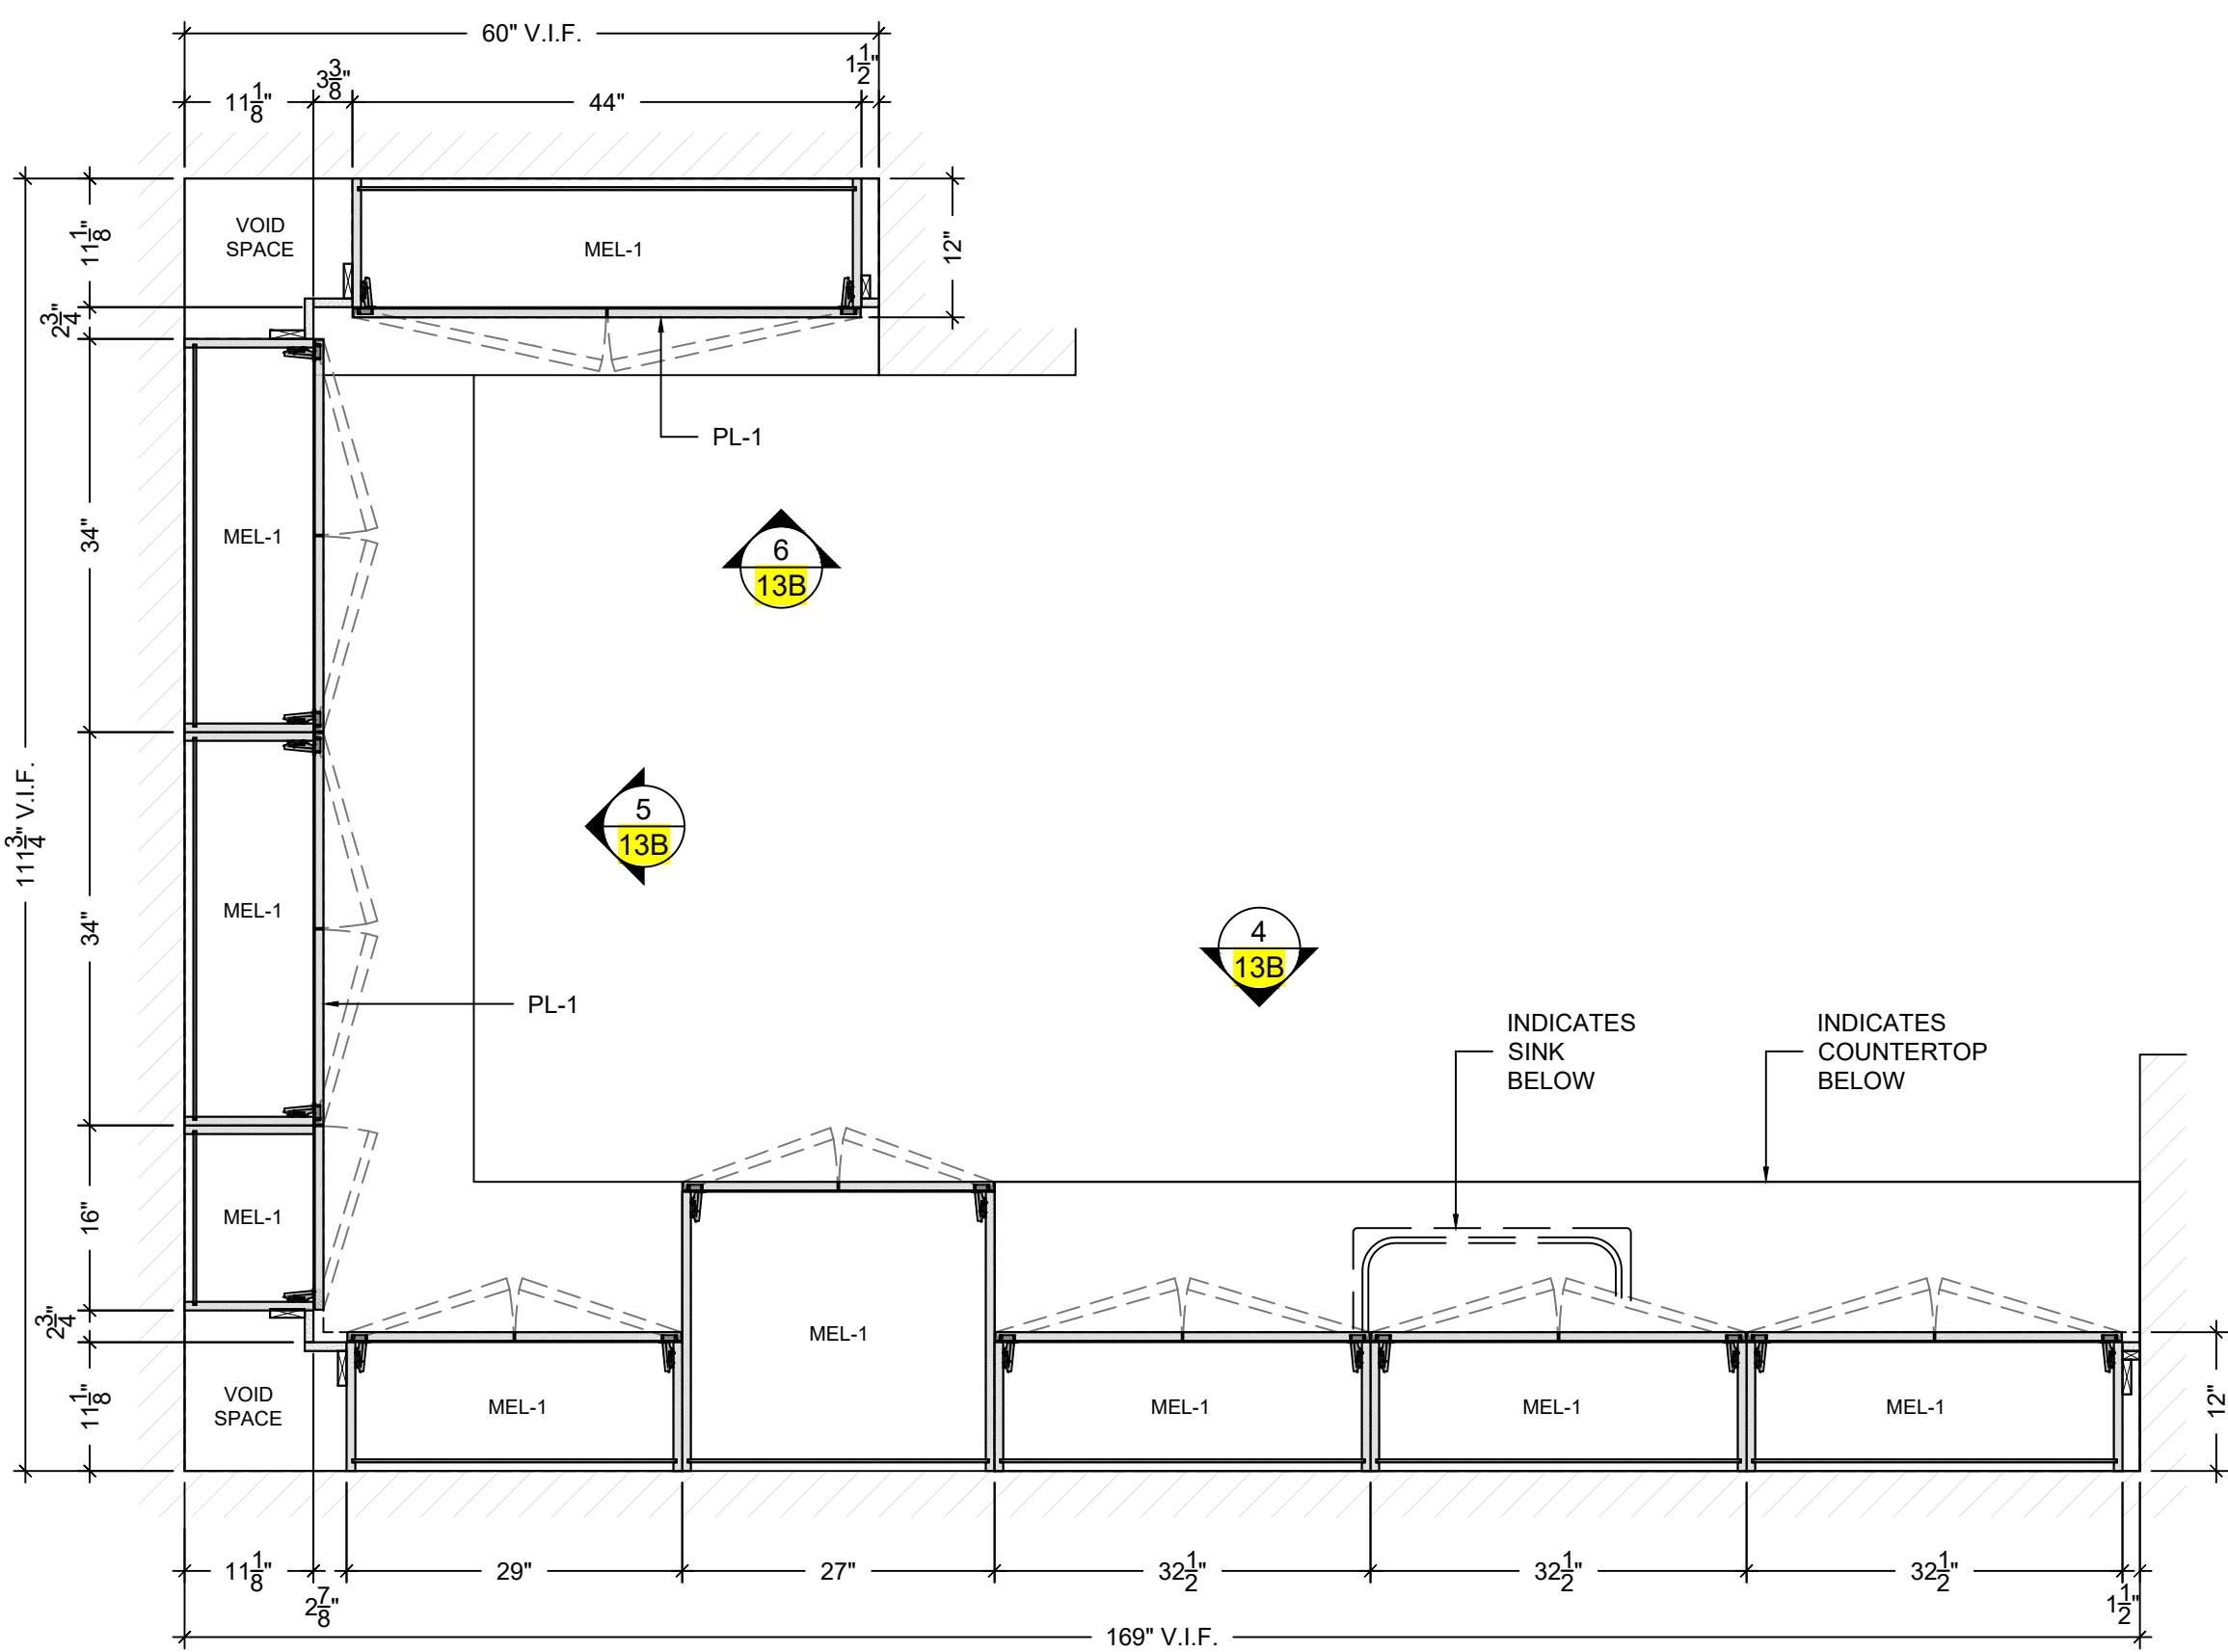 60" V.I.F.
11 1/8"
3 3/8"
44"
1 1/2"
111 3/4" V.I.F.
11 1/8"
2 3/4"
34"
34"
16"
2 3/4"
11 1/8"
VOID
SPACE
MEL-1
12"
PL-1
MEL-1
6
13B
5
13B
MEL-1
4
13B
PL-1
INDICATES
SINK
BELOW
INDICATES
COUNTERTOP
BELOW
MEL-1
MEL-1
VOID
SPACE
MEL-1
MEL-1
MEL-1
MEL-1
12"
11 1/8"
2 7/8"
29"
27"
32 1/2"
32 1/2"
32 1/2"
1 1/2"
169" V.I.F.